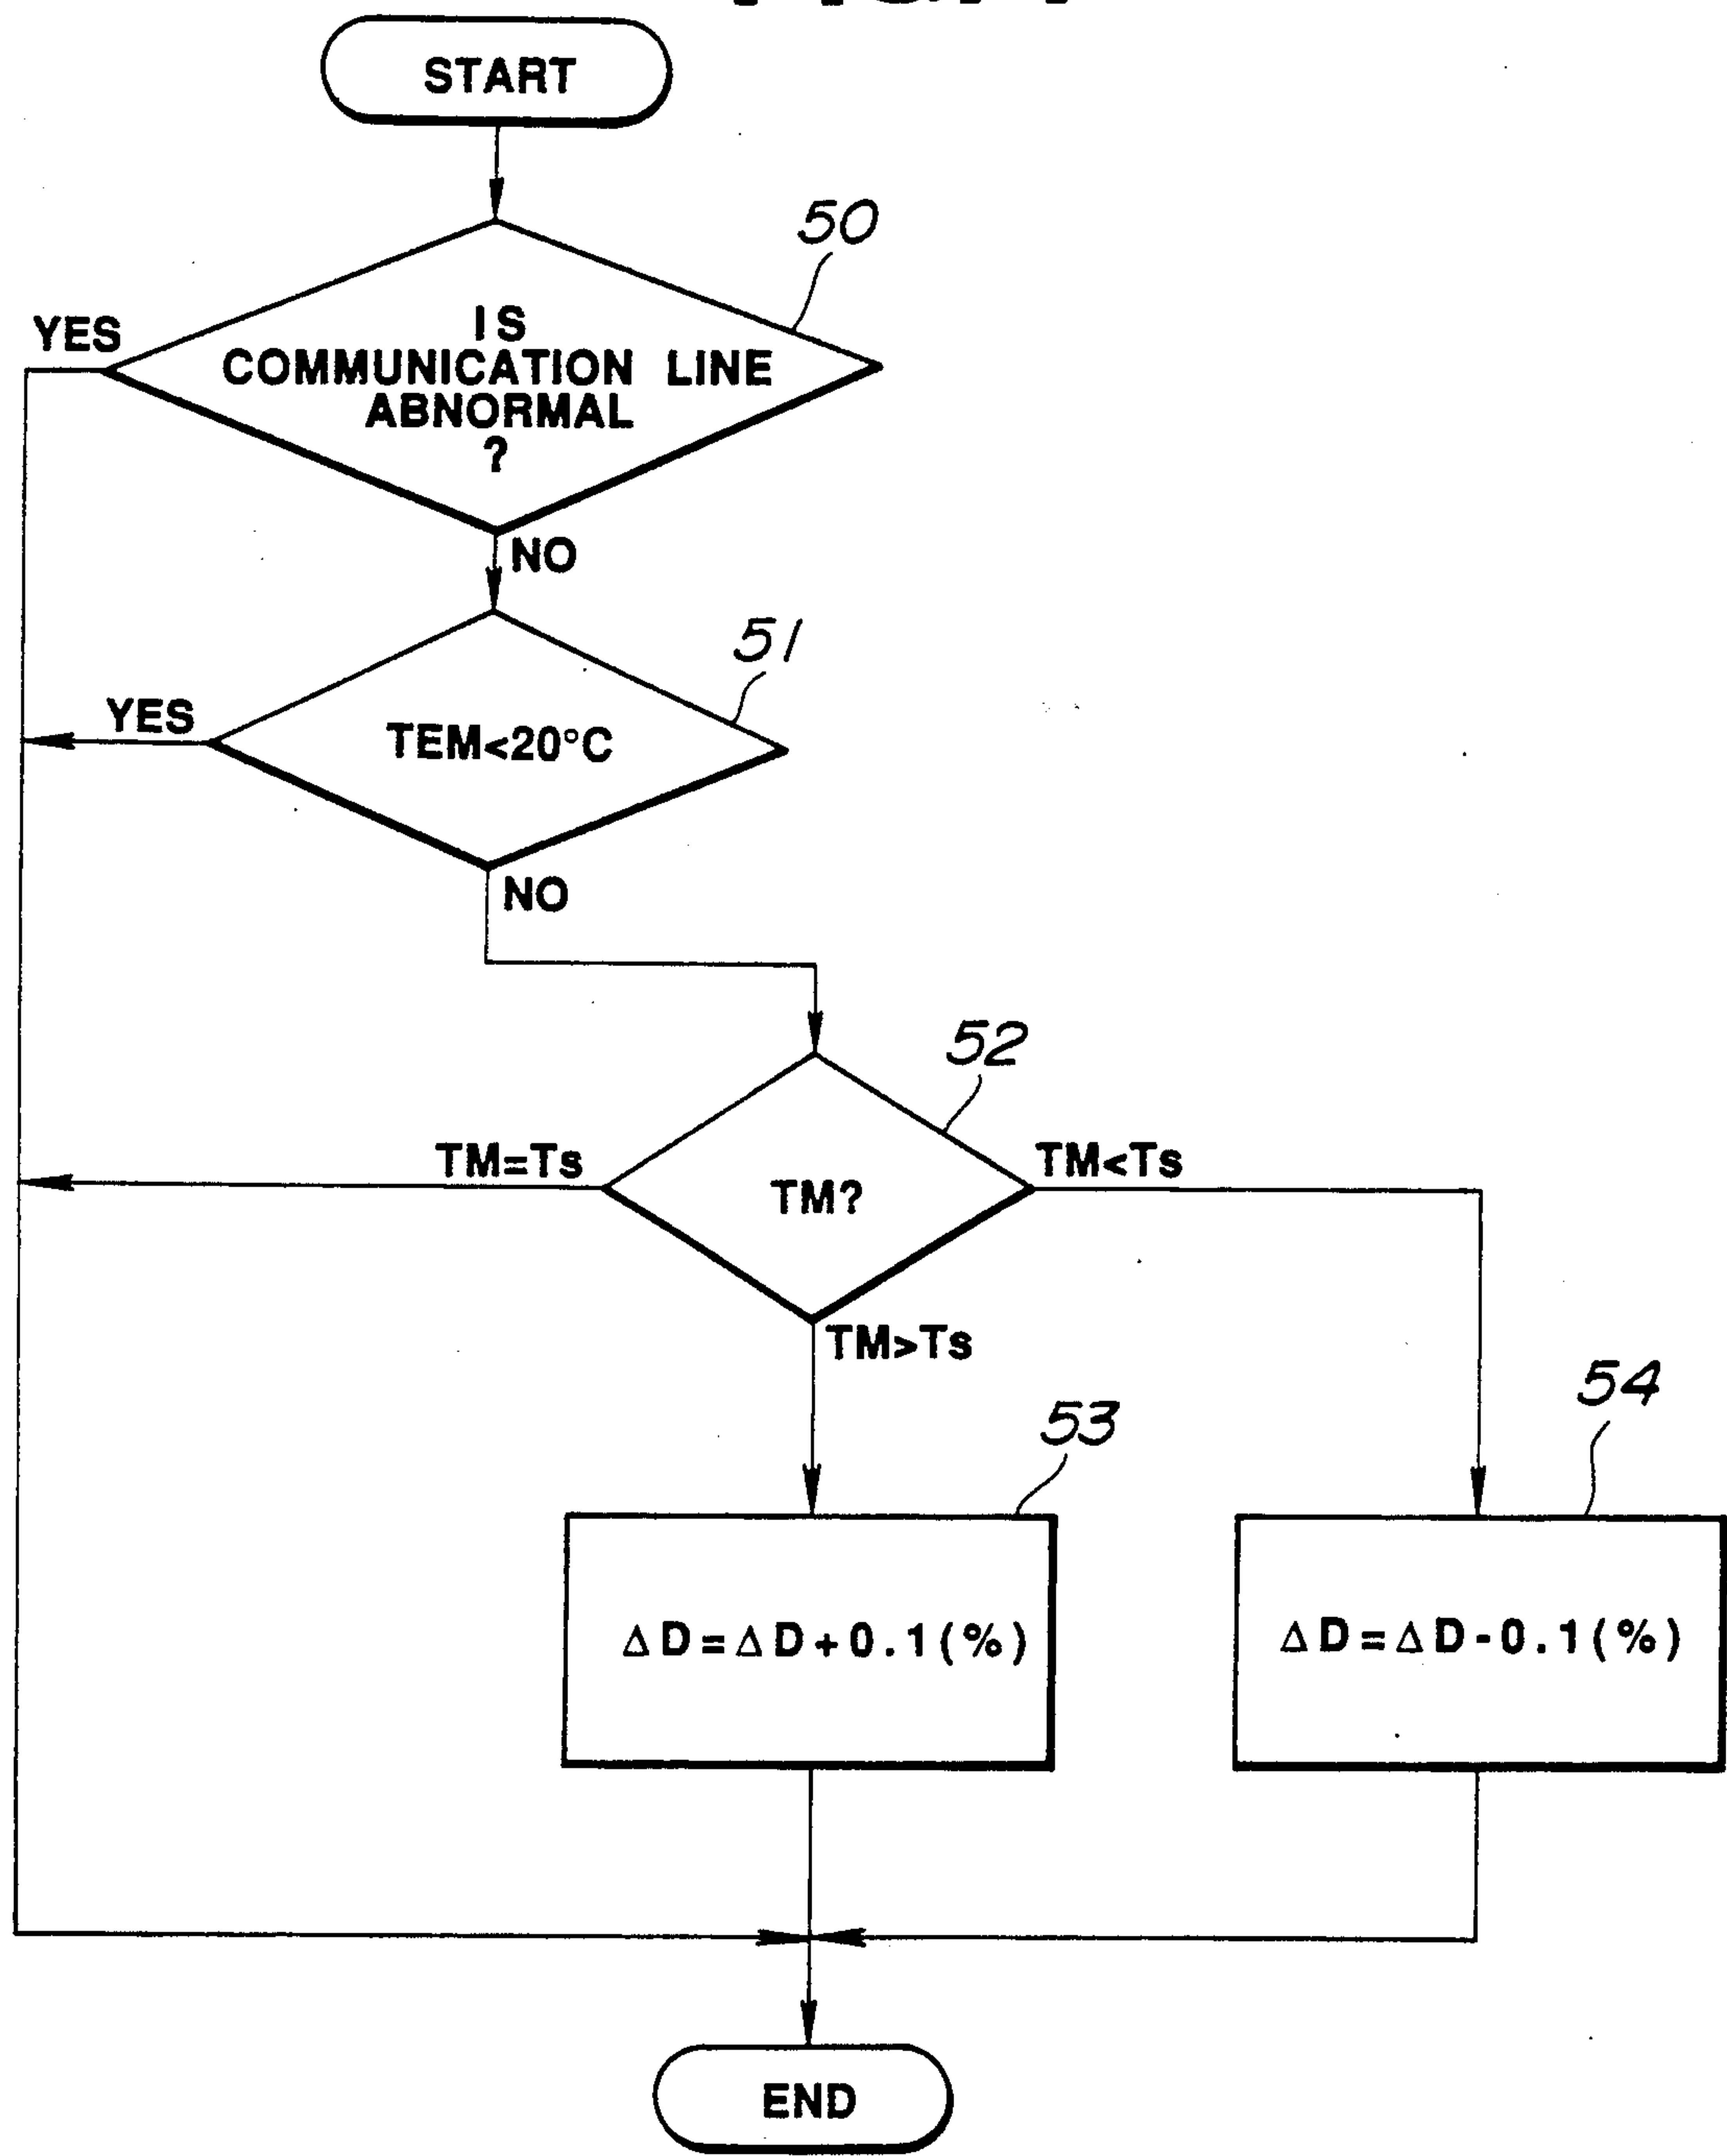 START
50
IS
COMMUNICATION LINE
ABNORMAL
?
YES
NO
51
TEM<20°C
YES
NO
52
TM?
TM=Ts
TM<Ts
TM>Ts
53
54
ΔD=ΔD+0.1(%)
ΔD=ΔD-0.1(%)
END